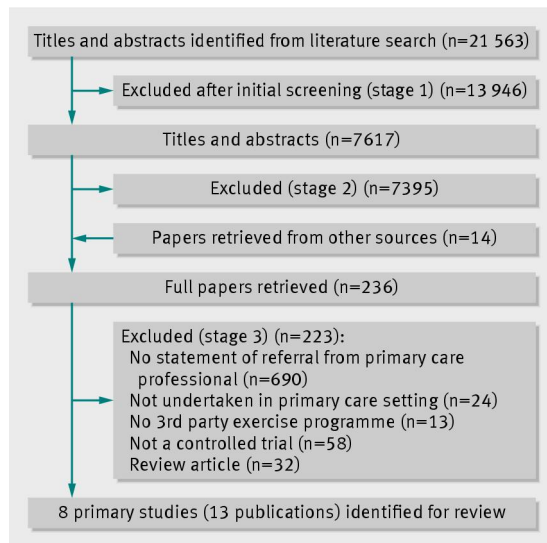 Titles and abstracts identified from literature search (n=21 563)
Excluded after initial screening (stage 1) (n=13 946)
Titles and abstracts (n=7617)
Excluded (stage 2) (n=7395)
Papers retrieved from other sources (n=14)
Full papers retrieved (n=236)
Excluded (stage 3) (n=223):
No statement of referral from primary care
professional (n=690)
Not undertaken in primary care setting (n=24)
No 3rd party exercise programme (n=13)
Not a controlled trial (n=58)
Review article (n=32)
8 primary studies (13 publications) identified for review